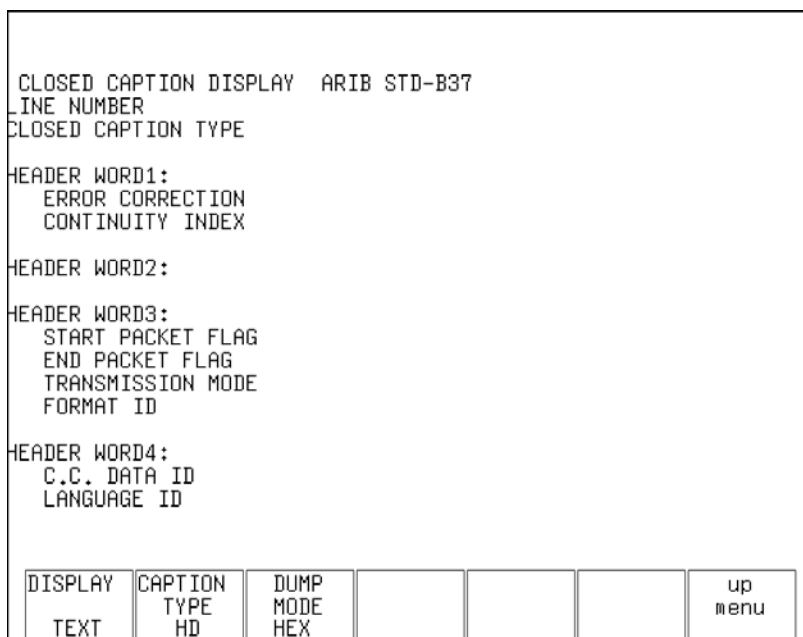 CLOSED CAPTION DISPLAY ARIB STD-B37
LINE NUMBER
CLOSED CAPTION TYPE
HEADER WORD1:
ERROR CORRECTION
CONTINUITY INDEX
HEADER WORD2:
HEADER WORD3:
START PACKET FLAG
END PACKET FLAG
TRANSMISSION MODE
FORMAT ID
HEADER WORD4:
C.C. DATA ID
LANGUAGE ID
DISPLAY
TEXT
CAPTION
TYPE
HD
DUMP
MODE
HEX
up
menu